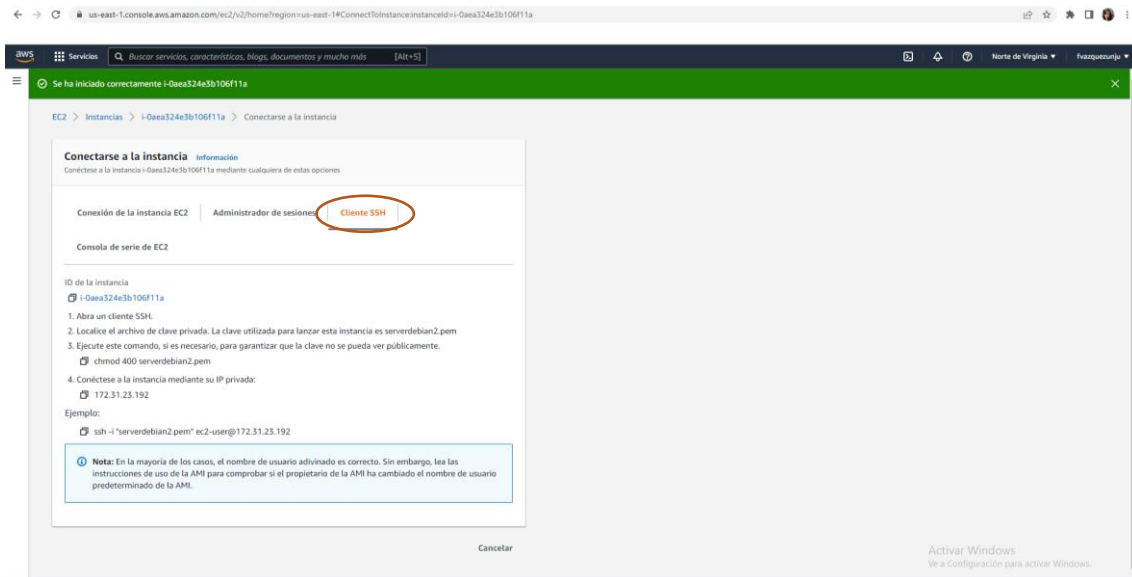 us-east-1.console.aws.amazon.com/ec2/v2/home?region=us-east-1#ConnectToInstance:instanceId=i-0aea324e3b106f11a
aws Servicios Buscar servicios, características, blogs, documentos y mucho más [Alt+S] Norte de Virginia fvazquezunju
Se ha iniciado correctamente i-0aea324e3b106f11a
EC2 > Instancias > i-0aea324e3b106f11a > Conectarse a la instancia
Conectarse a la instancia Información
Conéctese a la instancia i-0aea324e3b106f11a mediante cualquiera de estas opciones
Conexión de la instancia EC2 Administrador de sesiones Cliente SSH
Consola de serie de EC2
ID de la instancia
i-0aea324e3b106f11a
1. Abra un cliente SSH.
2. Localice el archivo de clave privada. La clave utilizada para lanzar esta instancia es serverdebian2.pem
3. Ejecute este comando, si es necesario, para garantizar que la clave no se pueda ver públicamente.
chmod 400 serverdebian2.pem
4. Conéctese a la instancia mediante su IP privada:
172.31.23.192
Ejemplo:
ssh -i "serverdebian2.pem" ec2-user@172.31.23.192
Nota: En la mayoría de los casos, el nombre de usuario adivinado es correcto. Sin embargo, lea las
instrucciones de uso de la AMI para comprobar si el propietario de la AMI ha cambiado el nombre de usuario
predeterminado de la AMI.
Cancelar
Activar Windows
Ve a Configuración para activar Windows.